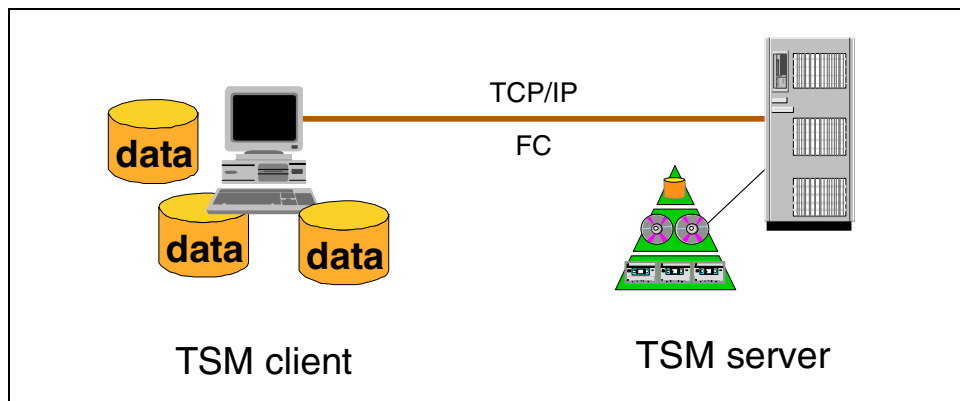 TCP/IP
FC
data
data
data
TSM client
TSM server